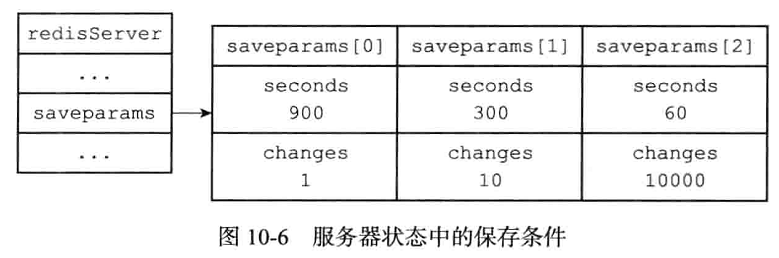 redisServer
...
saveparams
...
saveparams[0] saveparams[1] saveparams[2]
seconds seconds seconds
900 300 60
changes changes changes
1 10 10000
图 10-6 服务器状态中的保存条件